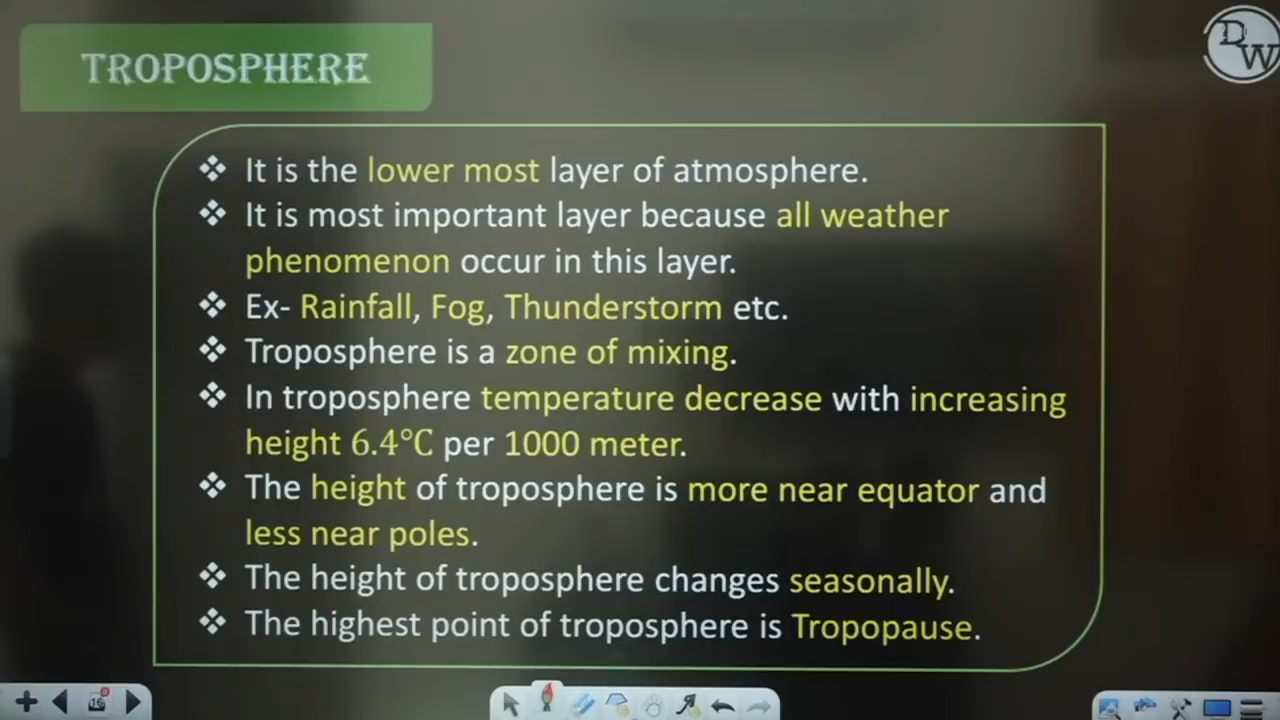 TROPOSPHERE
DW
❖ It is the lower most layer of atmosphere.
❖ It is most important layer because all weather
phenomenon occur in this layer.
❖ Ex- Rainfall, Fog, Thunderstorm etc.
❖ Troposphere is a zone of mixing.
❖ In troposphere temperature decrease with increasing
height 6.4°C per 1000 meter.
❖ The height of troposphere is more near equator and
less near poles.
❖ The height of troposphere changes seasonally.
❖ The highest point of troposphere is Tropopause.
16